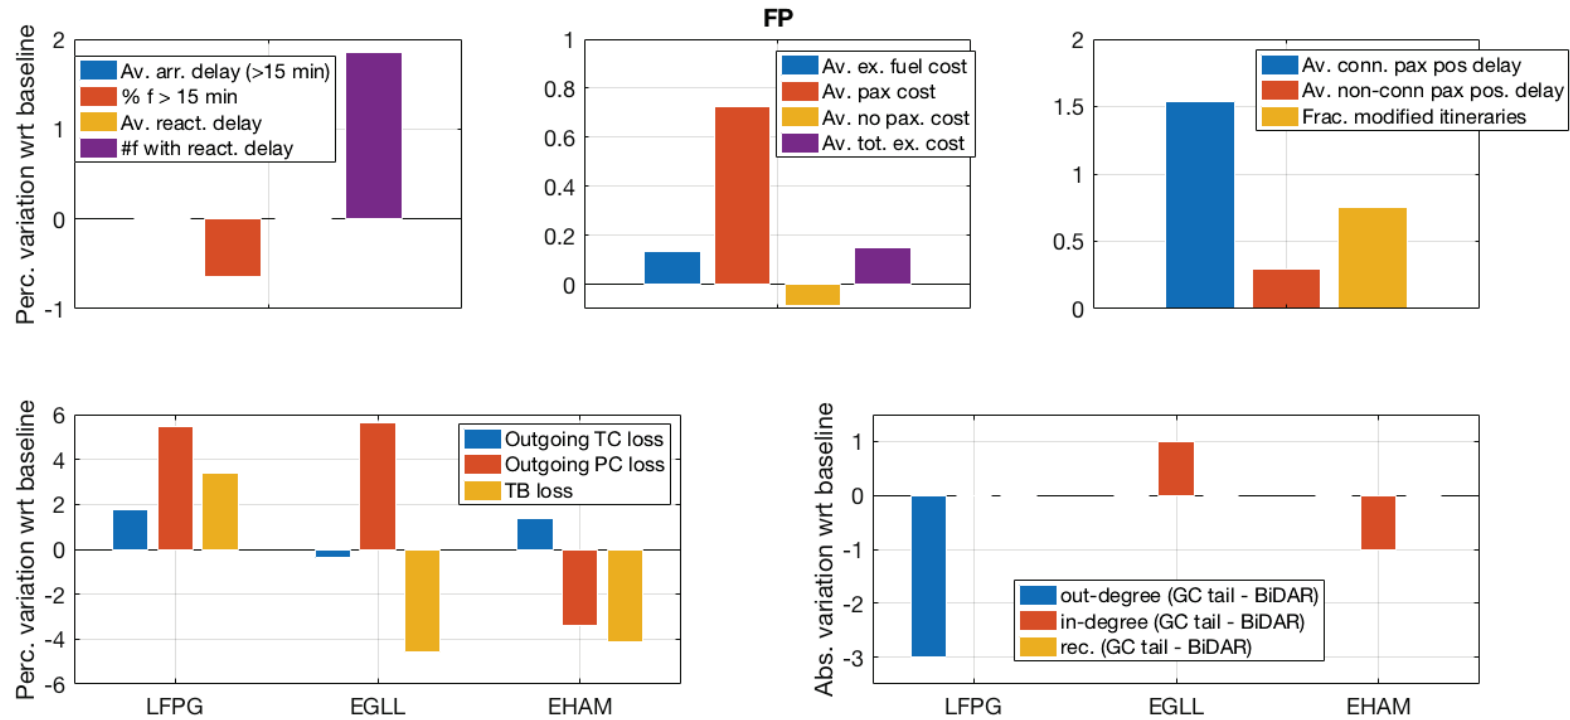 FP
Perc. variation wrt baseline
2
1
0
-1
Av. arr. delay (>15 min)
% f > 15 min
Av. react. delay
#f with react. delay
1
0.8
0.6
0.4
0.2
0
Av. ex. fuel cost
Av. pax cost
Av. no pax. cost
Av. tot. ex. cost
2
1.5
1
0.5
0
Av. conn. pax pos delay
Av. non-conn pax pos. delay
Frac. modified itineraries
Perc. variation wrt baseline
6
4
2
0
-2
-4
-6
Outgoing TC loss
Outgoing PC loss
TB loss
LFPG
EGLL
EHAM
Abs. variation wrt baseline
1
0
-1
-2
-3
out-degree (GC tail - BiDAR)
in-degree (GC tail - BiDAR)
rec. (GC tail - BiDAR)
LFPG
EGLL
EHAM